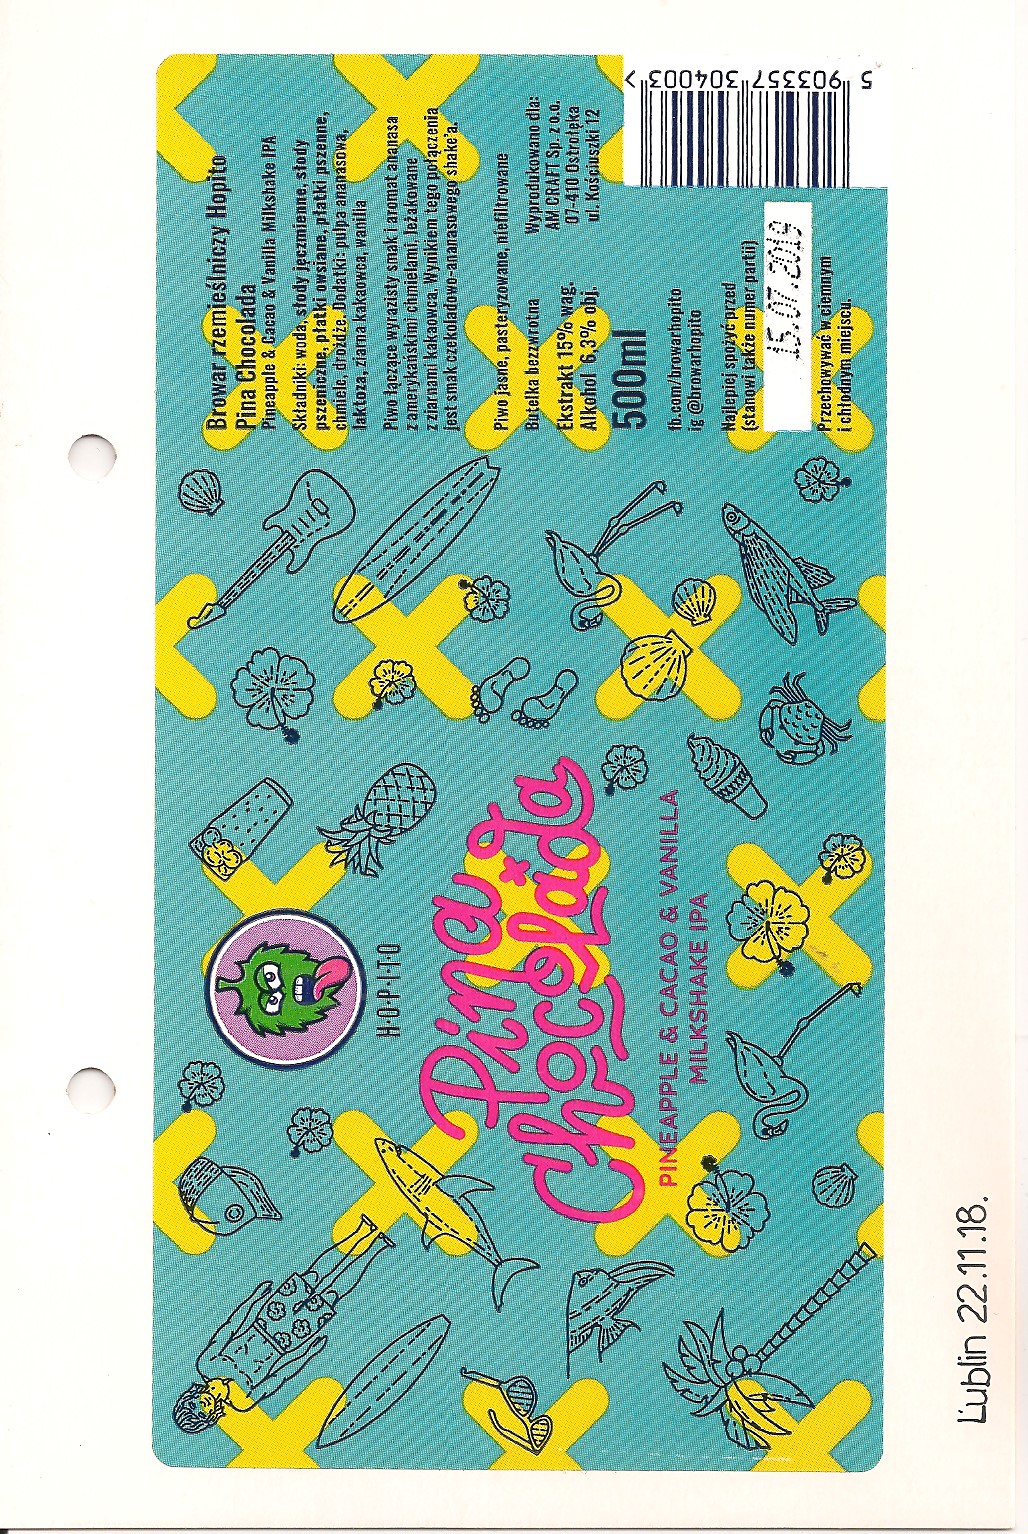 H·O·P·I·T·O
Pina
Chocolada
PINEAPPLE & CACAO & VANILLA
MILKSHAKE IPA
Browar rzemieślniczy Hopito
Pina Chocolada
Pineapple & Cacao & Vanilla Milkshake IPA
Składniki: woda, słody jęczmienne, słody
pszeniczne, płatki owsiane, płatki pszenne,
chmiele, drożdże. Dodatki: pulpa ananasowa,
laktoza, ziarna kakaowca, wanilla
Piwo łączące wyrazisty smak i aromat ananasa
z amerykańskimi chmielami, leżakowane
z ziarnami kakaowca. Wynikiem tego połączenia
jest smak czekoladowo-ananasowego shake'a.
Piwo jasne, pasteryzowane, niefiltrowane
Butelka bezzwrotna
Ekstrakt 15% wag.
Alkohol 6,3% obj.
500ml
Wyprodukowano dla:
AM CRAFT Sp. z o.o.
07-410 Ostrołęka
ul. Kościuszki 12
fb.com/browarhopito
ig @browarhopito
Najlepiej spożyć przed
(stanowi także numer partii)
15.07.2019
Przechowywać w ciemnym
i chłodnym miejscu.
5 903357 304003 >
Ľublin 22.11.18.